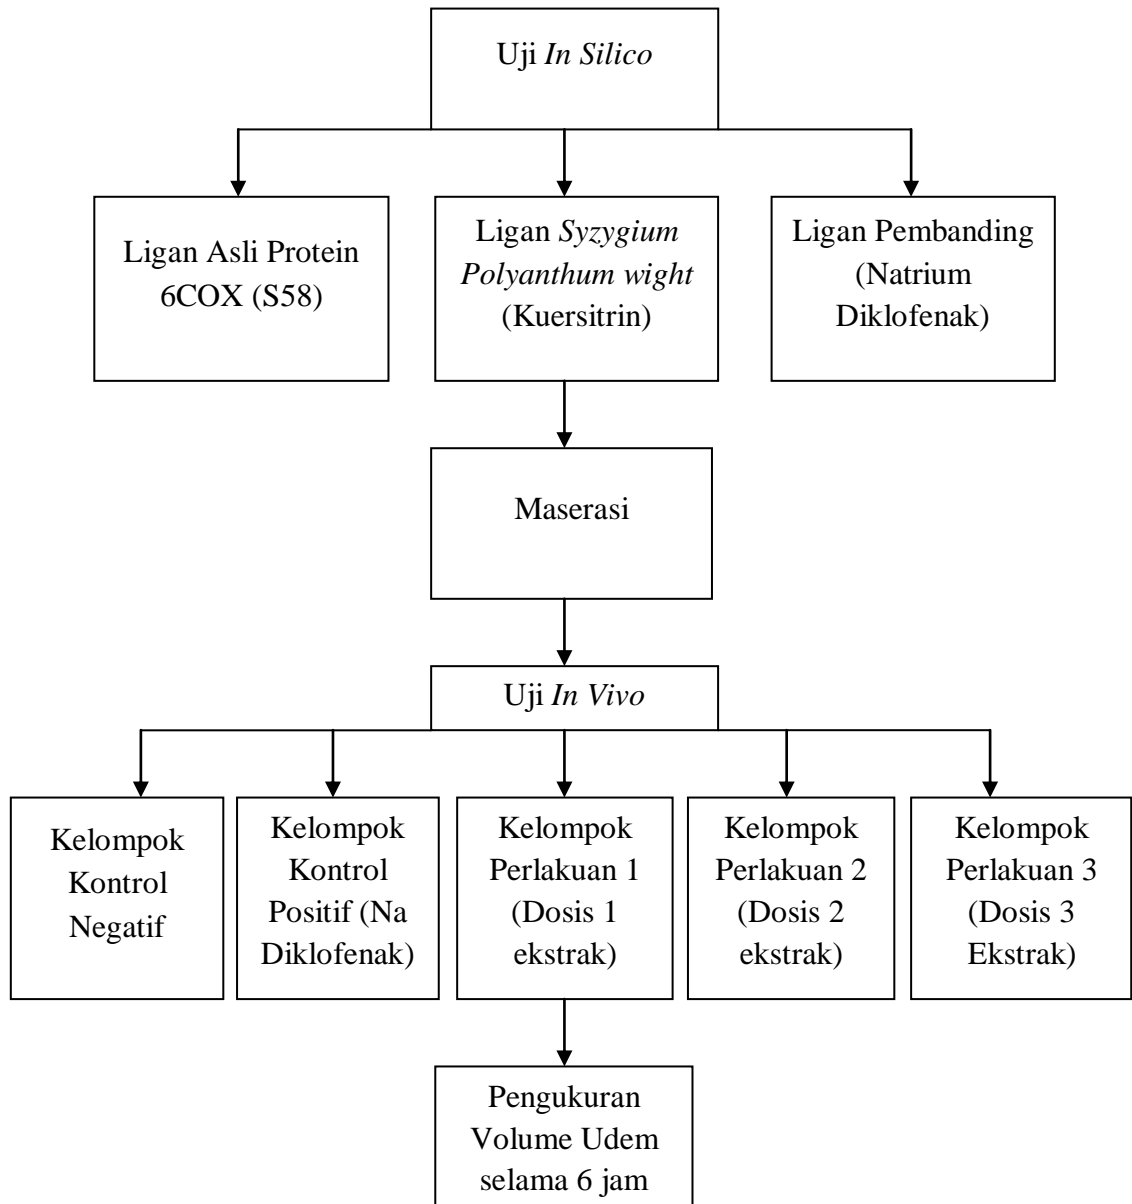 Uji In Silico
Ligan Asli Protein
6COX (S58)
Ligan Syzygium
Polyanthum wight
(Kuersitrin)
Ligan Pembanding
(Natrium
Diklofenak)
Maserasi
Uji In Vivo
Kelompok
Kontrol
Negatif
Kelompok
Kontrol
Positif (Na
Diklofenak)
Kelompok
Perlakuan 1
(Dosis 1
ekstrak)
Kelompok
Perlakuan 2
(Dosis 2
ekstrak)
Kelompok
Perlakuan 3
(Dosis 3
Ekstrak)
Pengukuran
Volume Udem
selama 6 jam